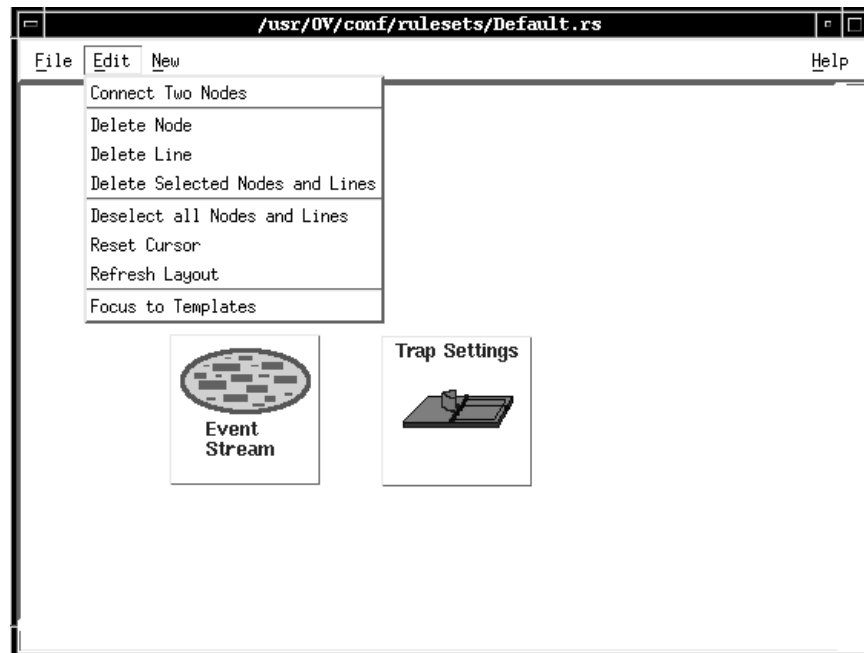 /usr/OV/conf/rulesets/Default.rs
File Edit New Help
Connect Two Nodes
Delete Node
Delete Line
Delete Selected Nodes and Lines
Deselect all Nodes and Lines
Reset Cursor
Refresh Layout
Focus to Templates
Event
Stream
Trap Settings